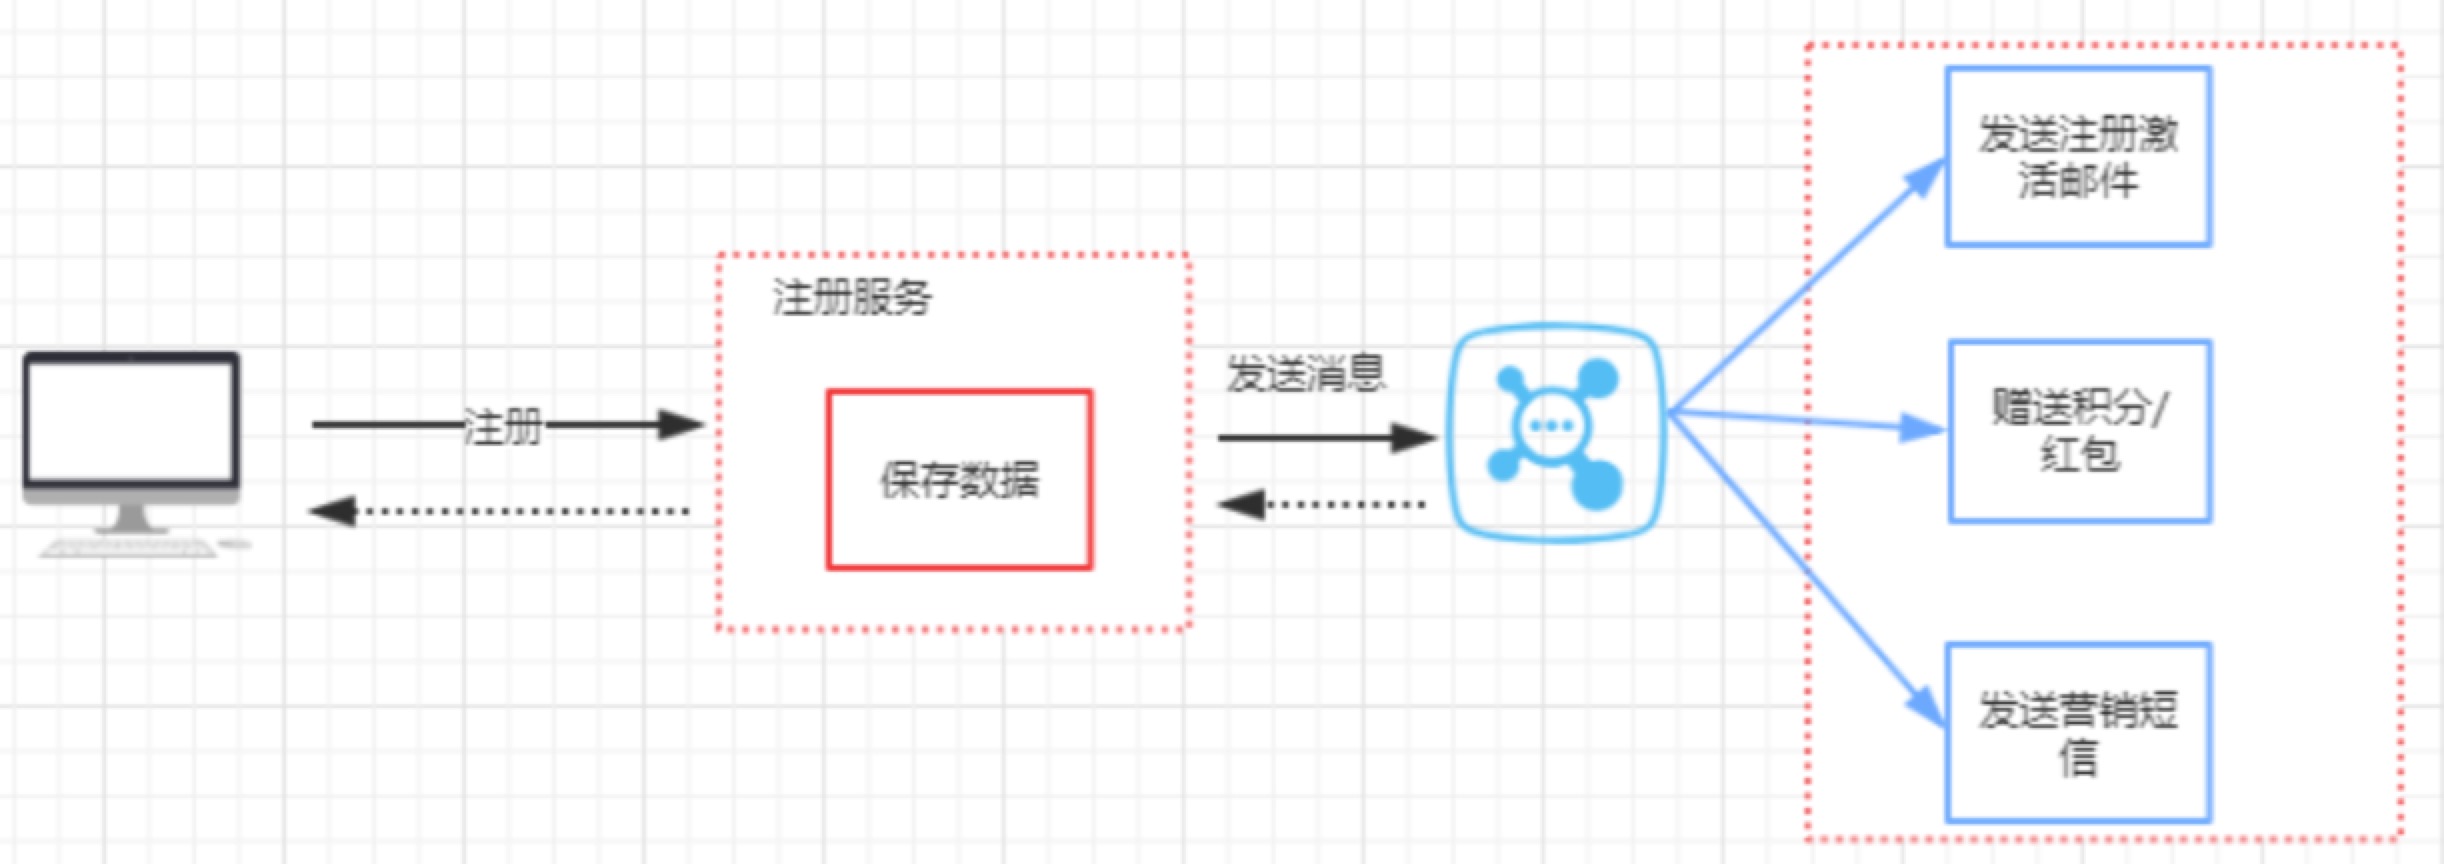 注册
注册服务
保存数据
发送消息
发送注册激
活邮件
赠送积分/
红包
发送营销短
信